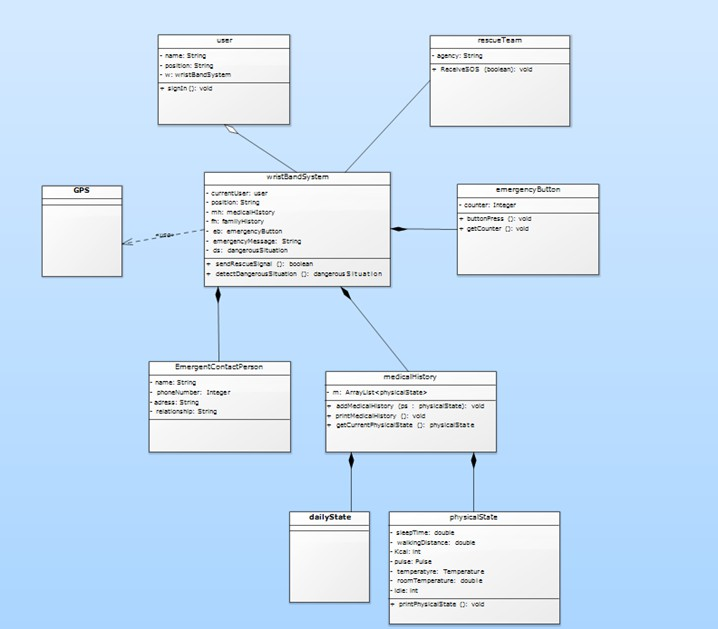 user
- name: String
- position: String
- w: wristBandSystem
+ signIn (): void
rescueTeam
- agency: String
+ ReceiveSOS (boolean): void
GPS
wristBandSystem
- currentUser: user
- position: String
- mh: medicalHistory
- fh: familyHistory
- eb: emergencyButton
- emergencyMessage: String
- ds: dangerousSituation
+ sendRescueSignal (): boolean
+ detectDangerousSituation (): dangerousSituation
emergencyButton
- counter: Integer
+ buttonPress (): void
+ getCounter (): void
«use»
EmergentContactPerson
- name: String
- phoneNumber: Integer
- adress: String
- relationship: String
medicalHistory
- m: ArrayList<physicalState>
+ addMedicalHistory (ps : physicalState): void
+ printMedicalHistory (): void
+ getCurrentPhysicalState (): physicalState
dailyState
physicalState
- sleepTime: double
- walkingDistance: double
- Kcal: int
- pulse: Pulse
- temperatyre: Temperature
- roomTemperature: double
- idle: int
+ printPhysicalState (): void